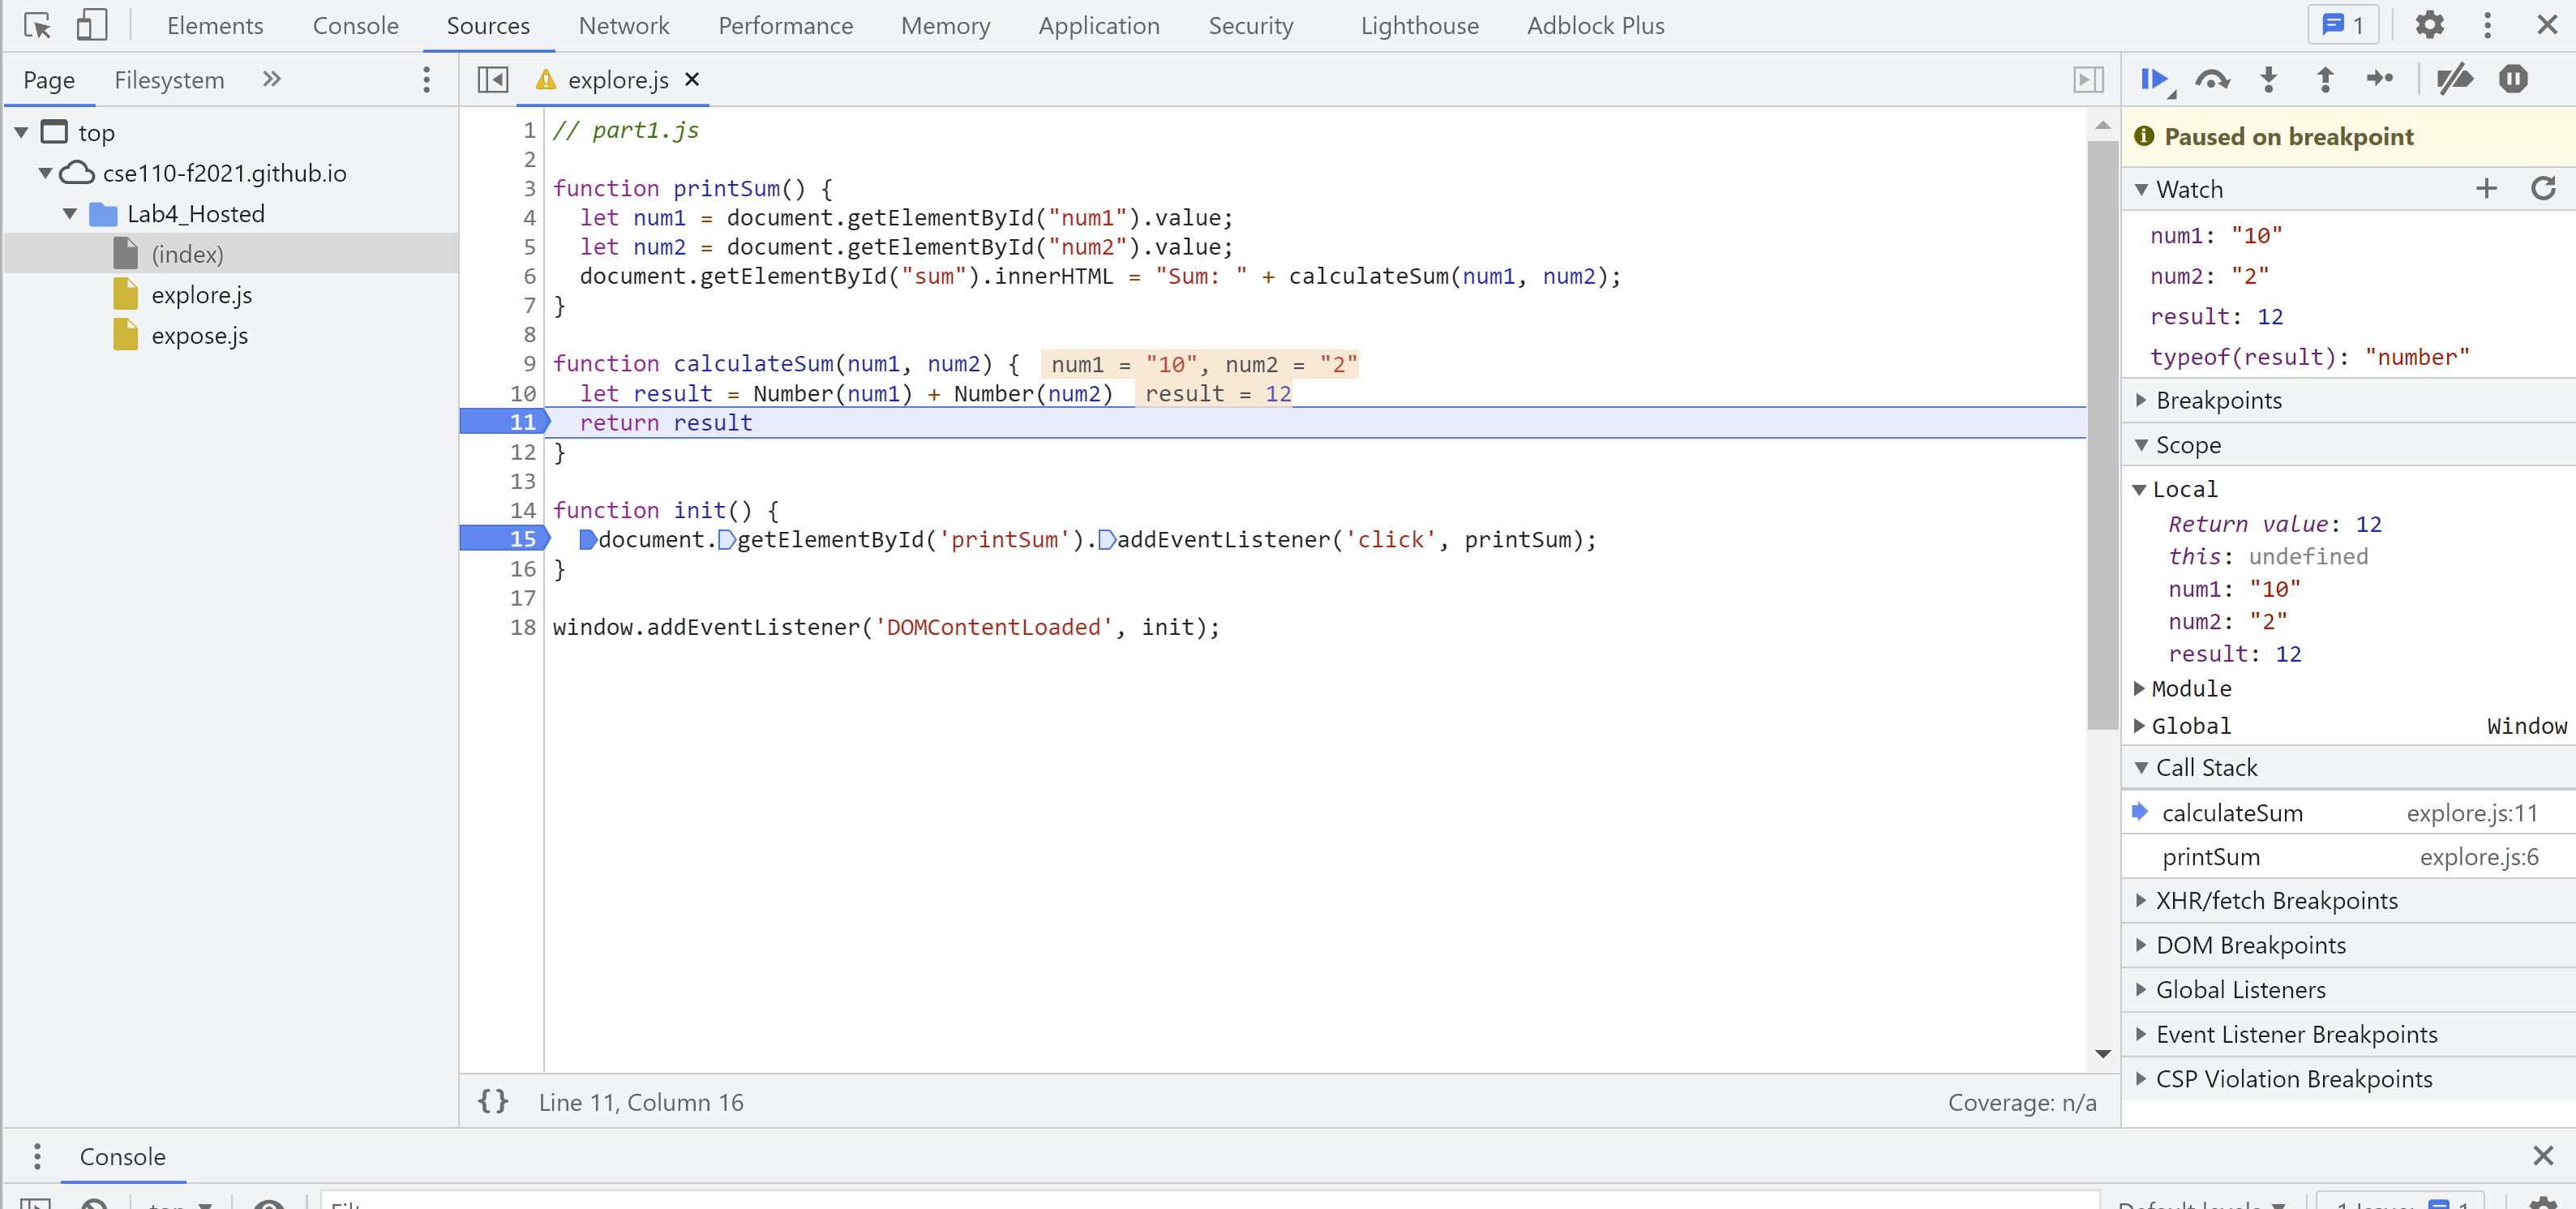 Elements Console Sources Network Performance Memory Application Security Lighthouse Adblock Plus 1
Page Filesystem
explore.js
Paused on breakpoint
top
cse110-f2021.github.io
Lab4_Hosted
(index)
explore.js
expose.js
1 // part1.js
2
3 function printSum() {
4 let num1 = document.getElementById("num1").value;
5 let num2 = document.getElementById("num2").value;
6 document.getElementById("sum").innerHTML = "Sum: " + calculateSum(num1, num2);
7 }
8
9 function calculateSum(num1, num2) { num1 = "10", num2 = "2"
10 let result = Number(num1) + Number(num2) result = 12
11 return result
12 }
13
14 function init() {
15 document.getElementById('printSum').addEventListener('click', printSum);
16 }
17
18 window.addEventListener('DOMContentLoaded', init);
{} Line 11, Column 16 Coverage: n/a
Watch
num1: "10"
num2: "2"
result: 12
typeof(result): "number"
Breakpoints
Scope
Local
Return value: 12
this: undefined
num1: "10"
num2: "2"
result: 12
Module
Global Window
Call Stack
calculateSum explore.js:11
printSum explore.js:6
XHR/fetch Breakpoints
DOM Breakpoints
Global Listeners
Event Listener Breakpoints
CSP Violation Breakpoints
Console
top Default levels 1 Issue: 1